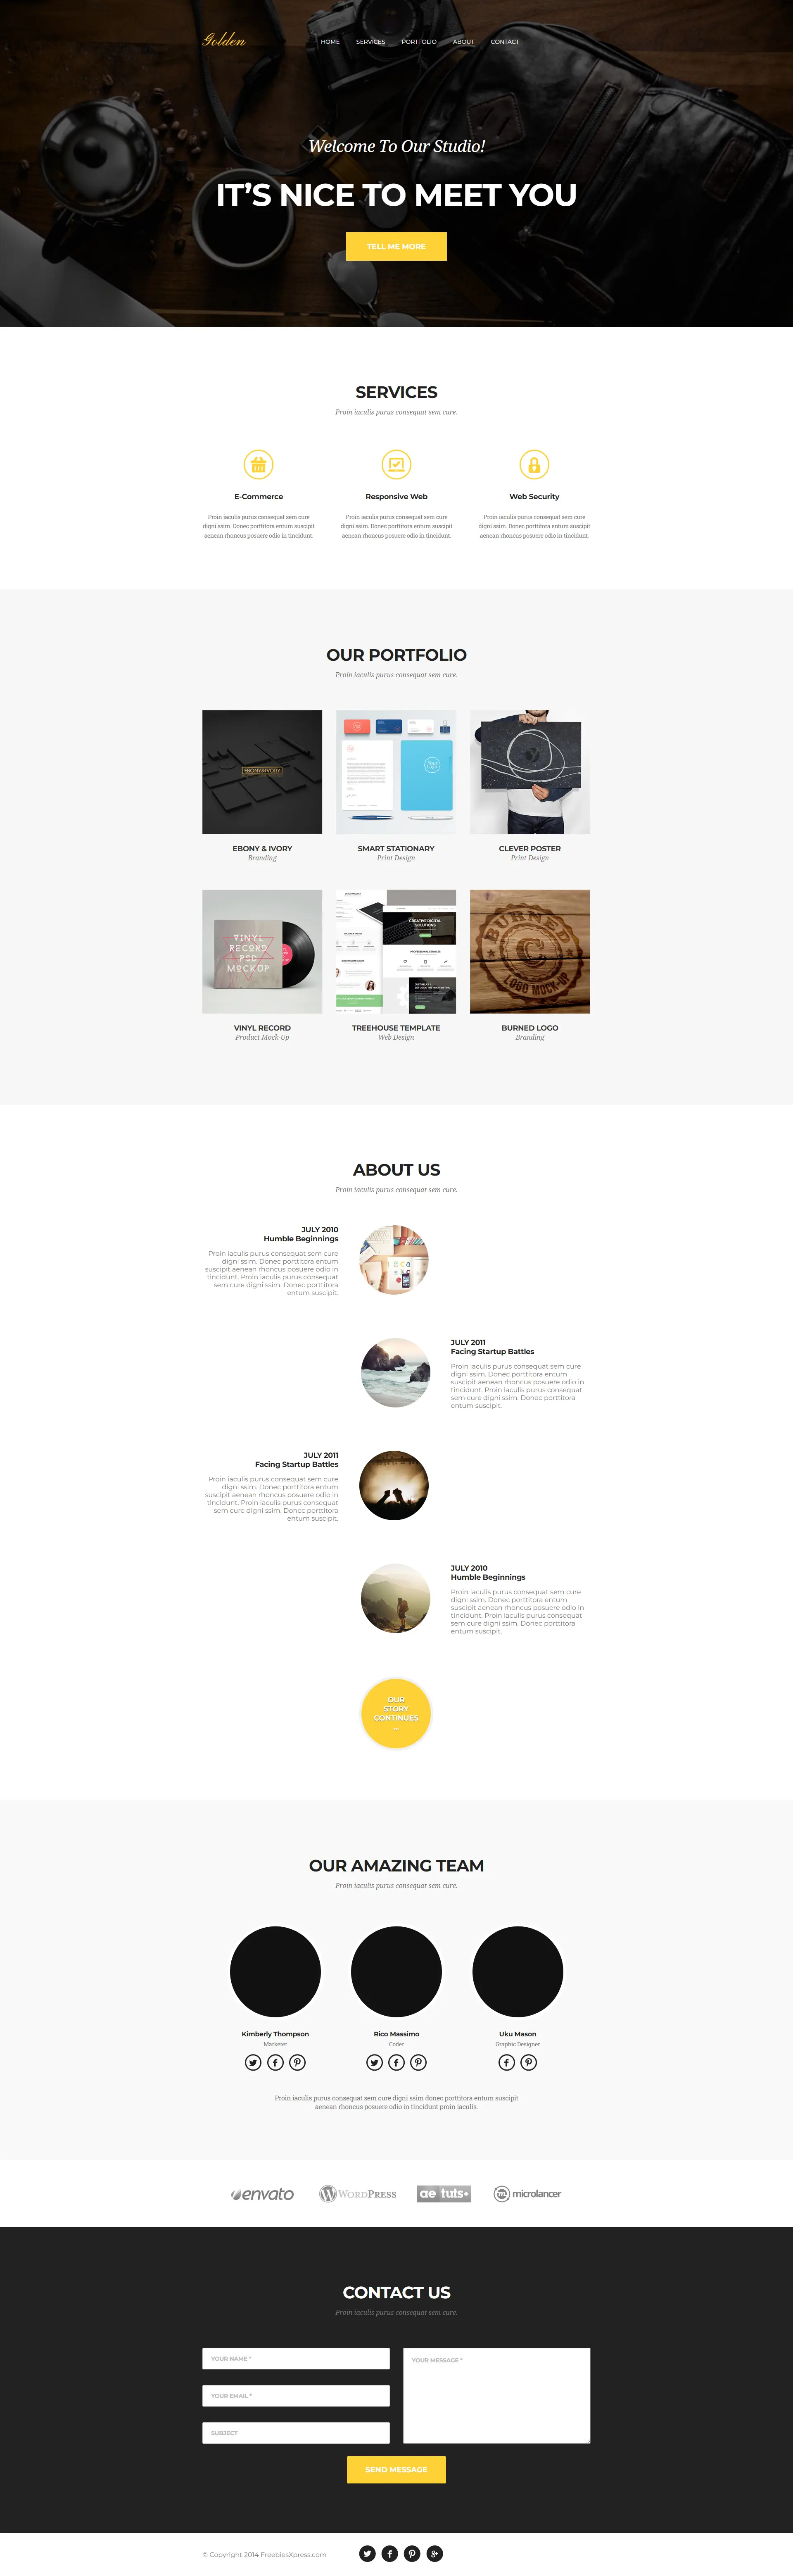 Golden
HOME SERVICES PORTFOLIO ABOUT CONTACT
Welcome To Our Studio!
IT'S NICE TO MEET YOU
TELL ME MORE
SERVICES
Proin iaculis purus consequat sem cure.
E-Commerce
Proin iaculis purus consequat sem cure
digni ssim. Donec porttitora entum suscipit
aenean rhoncus posuere odio in tincidunt.
Responsive Web
Proin iaculis purus consequat sem cure
digni ssim. Donec porttitora entum suscipit
aenean rhoncus posuere odio in tincidunt.
Web Security
Proin iaculis purus consequat sem cure
digni ssim. Donec porttitora entum suscipit
aenean rhoncus posuere odio in tincidunt.
OUR PORTFOLIO
Proin iaculis purus consequat sem cure.
EBONY&IVORY
EBONY & IVORY
Branding
SMART STATIONARY
Print Design
CLEVER POSTER
Print Design
VINYL
RECORD
PSD
MOCKUP
VINYL RECORD
Product Mock-Up
CREATIVE DIGITAL
SOLUTIONS
PROFESSIONAL SERVICES
TREEHOUSE TEMPLATE
Web Design
BURNED
LOGO MOCK-UP
BURNED LOGO
Branding
ABOUT US
Proin iaculis purus consequat sem cure.
JULY 2010
Humble Beginnings
Proin iaculis purus consequat sem cure
digni ssim. Donec porttitora entum
suscipit aenean rhoncus posuere odio in
tincidunt. Proin iaculis purus consequat
sem cure digni ssim. Donec porttitora
entum suscipit.
JULY 2011
Facing Startup Battles
Proin iaculis purus consequat sem cure
digni ssim. Donec porttitora entum
suscipit aenean rhoncus posuere odio in
tincidunt. Proin iaculis purus consequat
sem cure digni ssim. Donec porttitora
entum suscipit.
JULY 2011
Facing Startup Battles
Proin iaculis purus consequat sem cure
digni ssim. Donec porttitora entum
suscipit aenean rhoncus posuere odio in
tincidunt. Proin iaculis purus consequat
sem cure digni ssim. Donec porttitora
entum suscipit.
JULY 2010
Humble Beginnings
Proin iaculis purus consequat sem cure
digni ssim. Donec porttitora entum
suscipit aenean rhoncus posuere odio in
tincidunt. Proin iaculis purus consequat
sem cure digni ssim. Donec porttitora
entum suscipit.
OUR
STORY
CONTINUES
...
OUR AMAZING TEAM
Proin iaculis purus consequat sem cure.
Kimberly Thompson
Marketer
Rico Massimo
Coder
Uku Mason
Graphic Designer
Proin iaculis purus consequat sem cure digni ssim donec porttitora entum suscipit
aenean rhoncus posuere odio in tincidunt proin iaculis.
envato WORDPRESS ae tuts+ microlancer
CONTACT US
Proin iaculis purus consequat sem cure.
YOUR NAME *
YOUR EMAIL *
SUBJECT
YOUR MESSAGE *
SEND MESSAGE
© Copyright 2014 FreebiesXpress.com